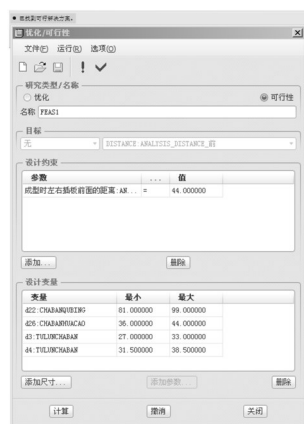 ● 未找到可行解决方案。
优化/可行性
文件(F) 运行(R) 选项(O)
研究类型/名称
优化 可行性
名称 FEAS1
目标
无 DISTANCE:ANALYSIS_DISTANCE_前
设计约束
参数 ... 值
成型时左右插板前面的距离:AN... = 44.000000
添加... 删除
设计变量
变量 最小 最大
d22:CHABANQUBING 81.000000 99.000000
d26:CHABANHUACAO 36.000000 44.000000
d3:TULUNCHABAN 27.000000 33.000000
d4:TULUNCHABAN 31.500000 38.500000
添加尺寸... 添加参数... 删除
计算 撤消 关闭